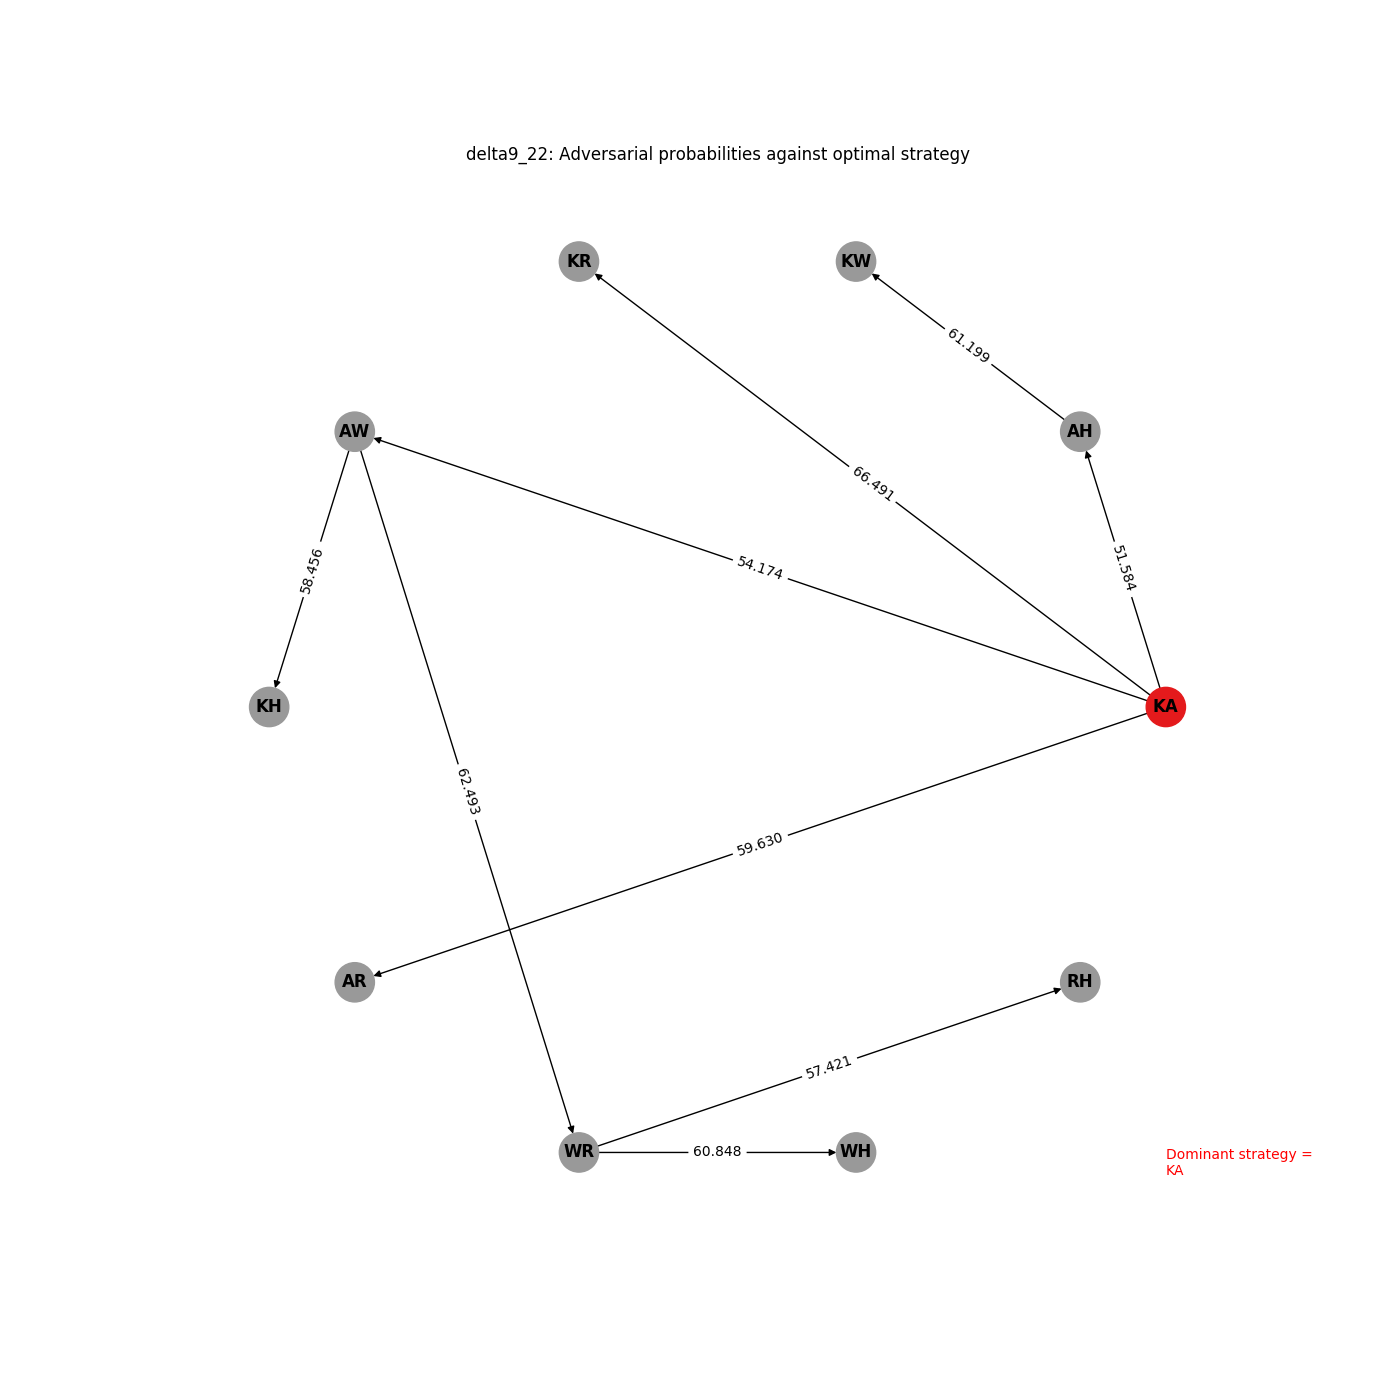 delta9_22: Adversarial probabilities against optimal strategy
KR
KW
61.199
AW
AH
66.491
54.174
51.584
58.456
KH
KA
62.493
59.630
AR
RH
57.421
WR
60.848
WH
Dominant strategy =
KA